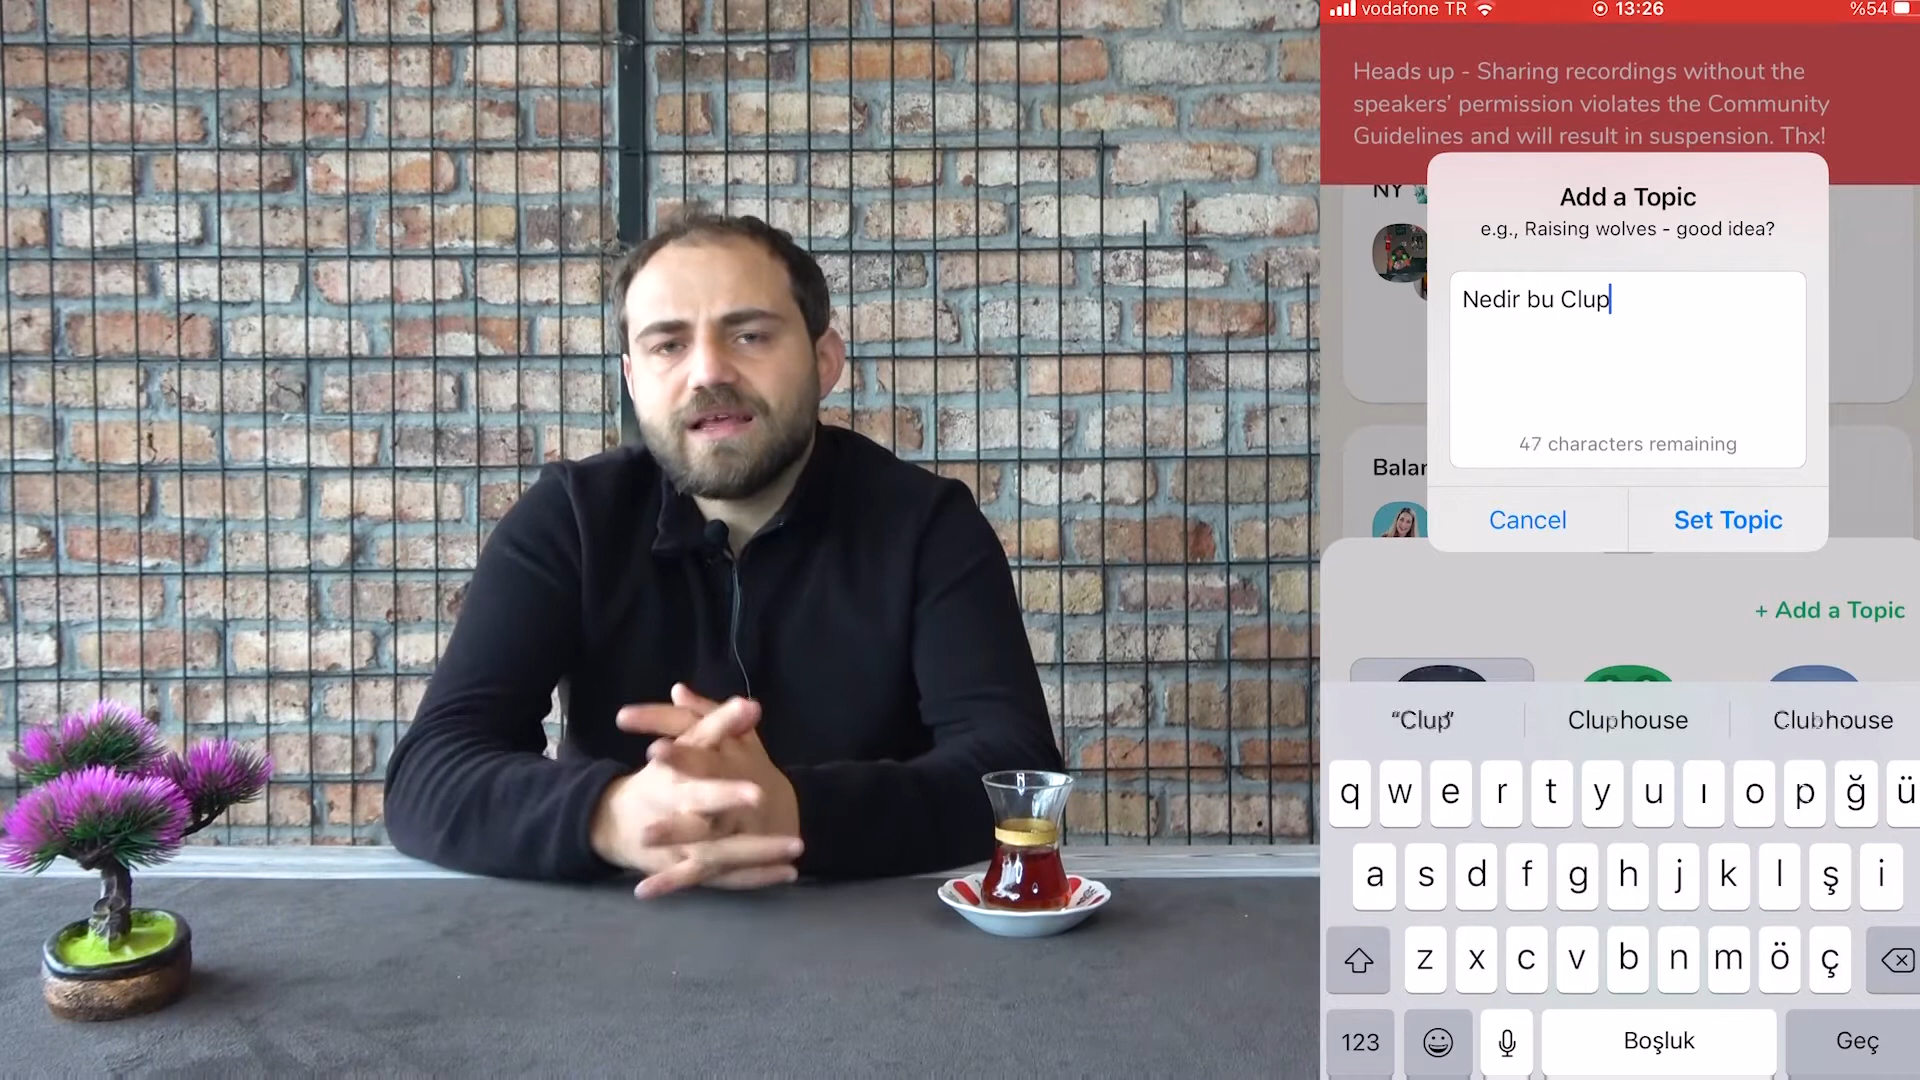 vodafone TR
13:26
%54
Heads up - Sharing recordings without the
speakers' permission violates the Community
Guidelines and will result in suspension. Thx!
NY
Add a Topic
e.g., Raising wolves - good idea?
Nedir bu Clup
47 characters remaining
Balan
Cancel
Set Topic
+ Add a Topic
“Clup”
Cluphouse
Clubhouse
q w e r t y u ı o p ğ ü
a s d f g h j k l ş i
z x c v b n m ö ç
123
Boşluk
Geç